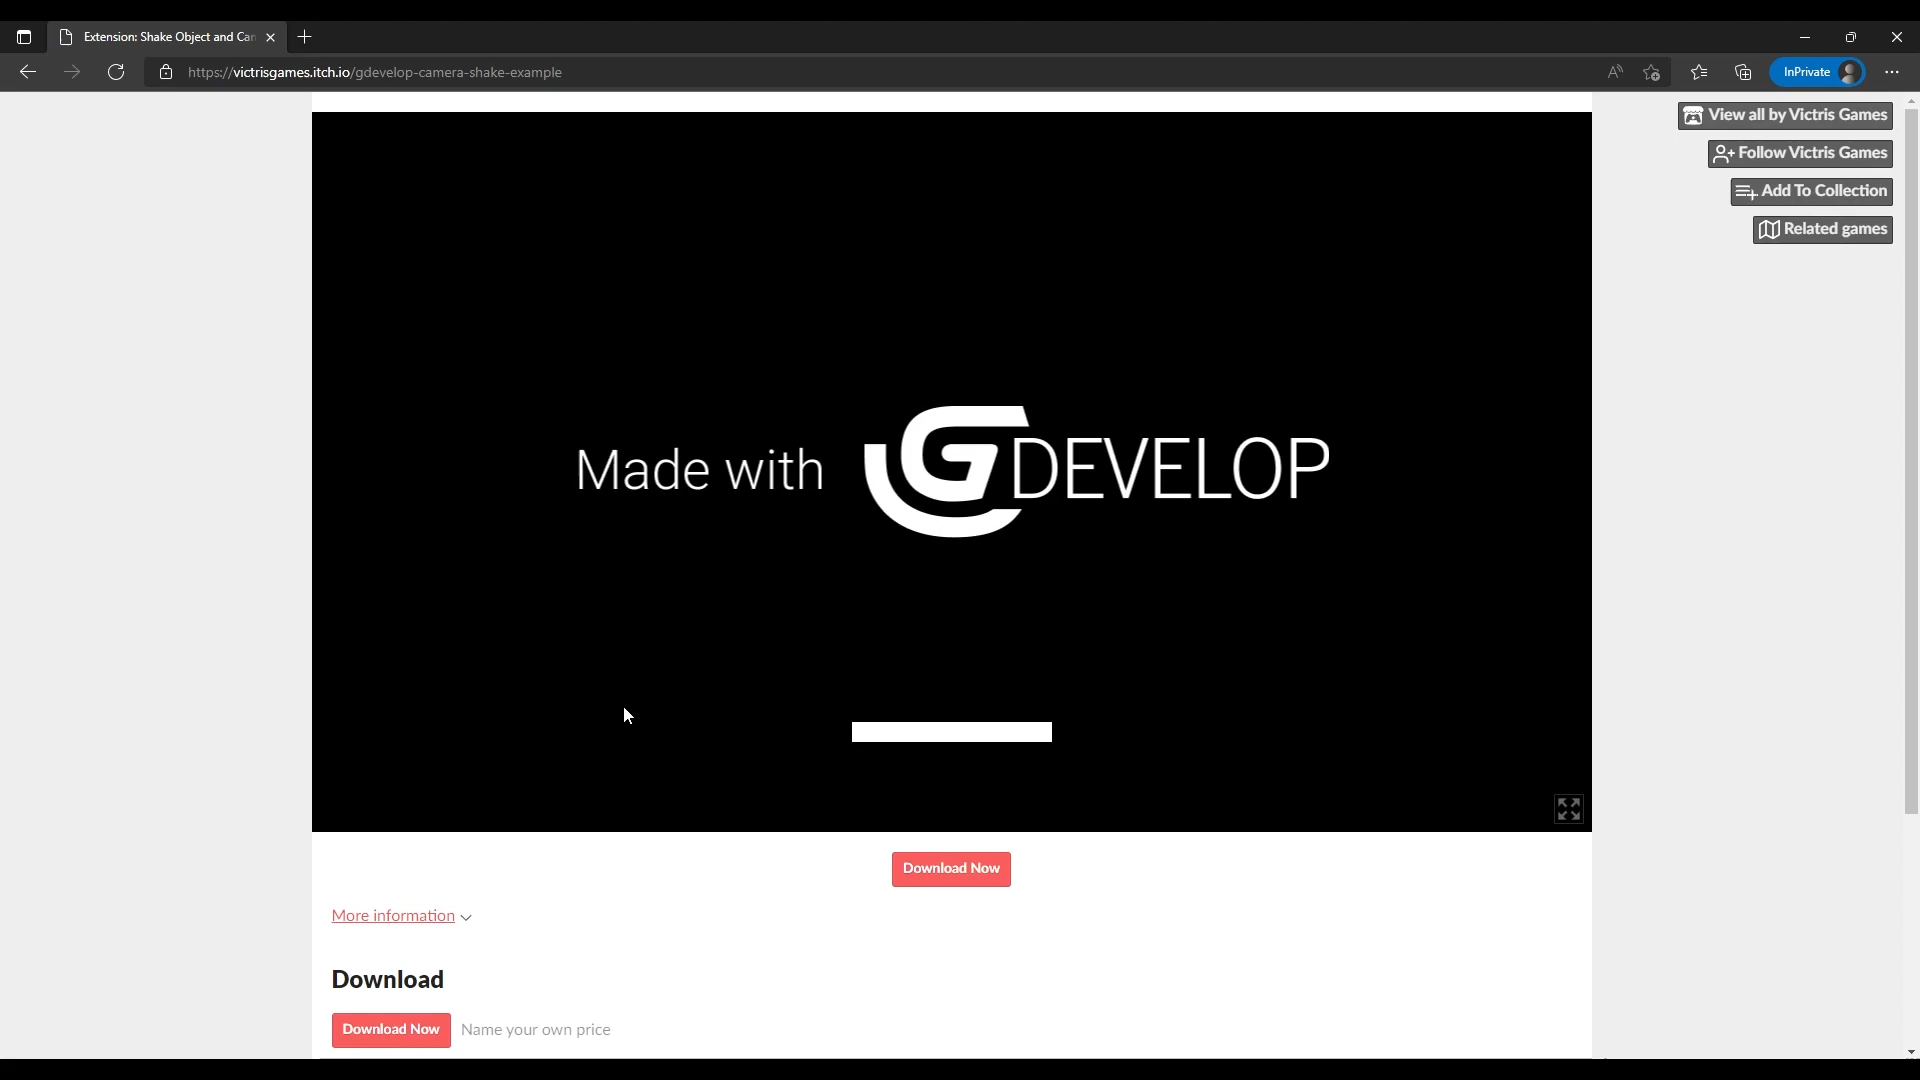 Extension: Shake Object and Car
https://victrisgames.itch.io/gdevelop-camera-shake-example
InPrivate
View all by Victris Games
Follow Victris Games
Add To Collection
Related games
Made with GDEVELOP
Download Now
More information
Download
Download Now
Name your own price